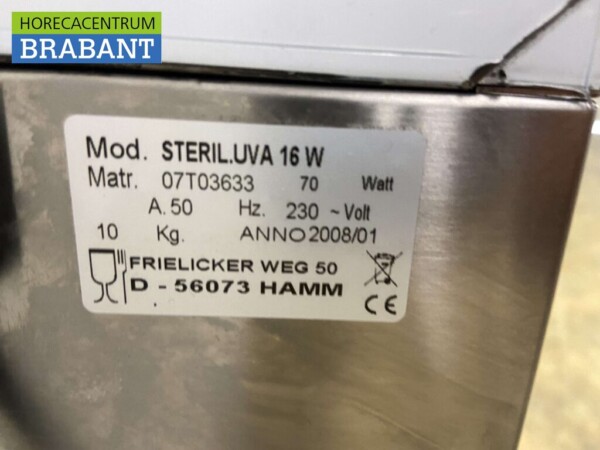 HORECACENTRUM
BRABANT
Mod. STERIL.UVA 16 W
Matr. 07T03633 70 Watt
A. 50 Hz. 230 ~ Volt
10 Kg. ANNO 2008/01
FRIELICKER WEG 50
D - 56073 HAMM
CE